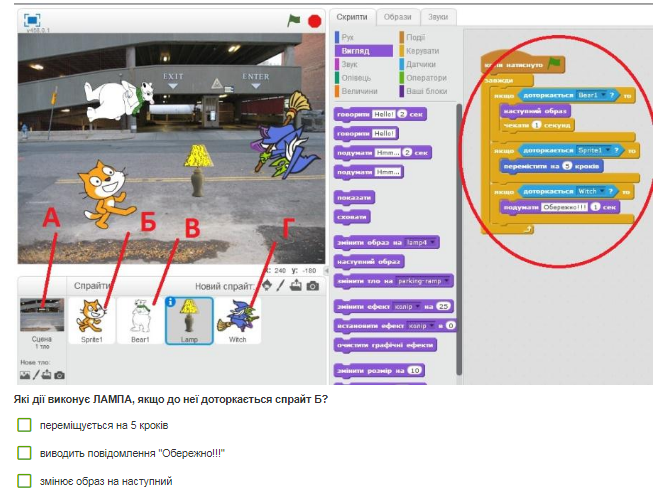 v458.0.1
EXIT
ENTER
А
Б
В
Г
x: 240 y: -180
Спрайти
Новий спрайт:
Сцена
1 тло
Нове тло:
Sprite1
Bear1
Lamp
Witch
Скрипти
Образи
Звуки
Рух
Події
Вигляд
Керувати
Звук
Датчики
Олівець
Оператори
Величини
Ваші блоки
говорити Hello! 2 сек
говорити Hello!
подумати Hmm... 2 сек
подумати Hmm...
показати
сховати
змінити образ на lamp4
наступний образ
змінити тло на parking-ramp
змінити ефект колір на 25
встановити ефект колір в 0
очистити графічні ефекти
змінити розмір на 10
коли натиснуто
завжди
якщо доторкається Bear1 ? то
наступний образ
чекати 1 секунд
якщо доторкається Sprite1 ? то
перемістити на 5 кроків
якщо доторкається Witch ? то
подумати Обережно!!! 1 сек
Які дії виконує ЛАМПА, якщо до неї доторкається спрайт Б?
переміщується на 5 кроків
виводить повідомлення "Обережно!!!"
змінює образ на наступний